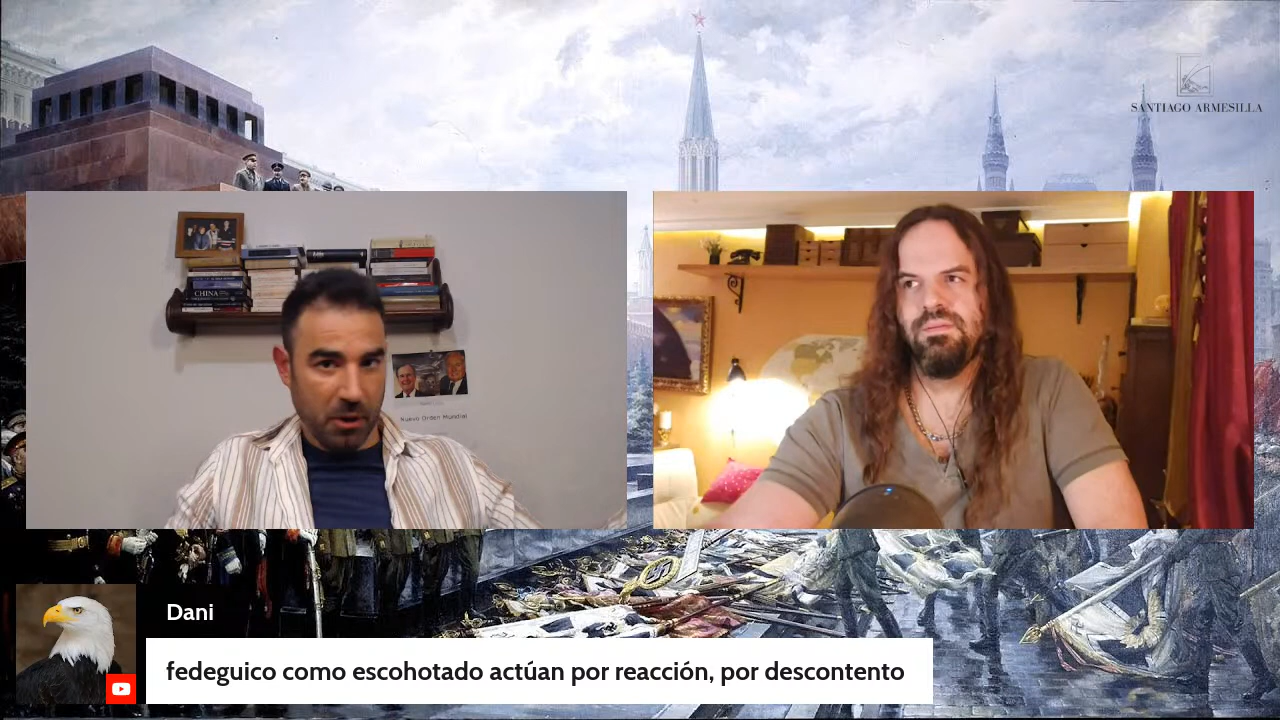 SANTIAGO ARMESILLA
CHINA
Nuevo Orden Mundial
Dani
fedeguico como escohotado actúan por reacción, por descontento